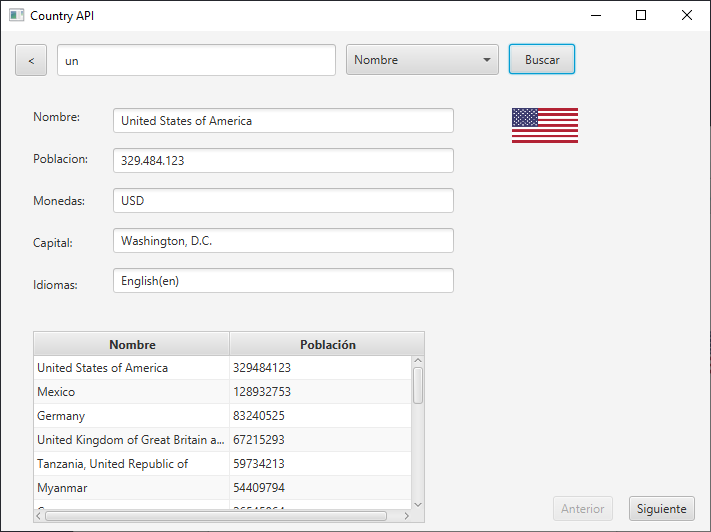 Country API
< un Nombre Buscar
Nombre: United States of America
Poblacion: 329.484.123
Monedas: USD
Capital: Washington, D.C.
Idiomas: English(en)
Nombre Población
United States of America 329484123
Mexico 128932753
Germany 83240525
United Kingdom of Great Britain a... 67215293
Tanzania, United Republic of 59734213
Myanmar 54409794
Anterior Siguiente